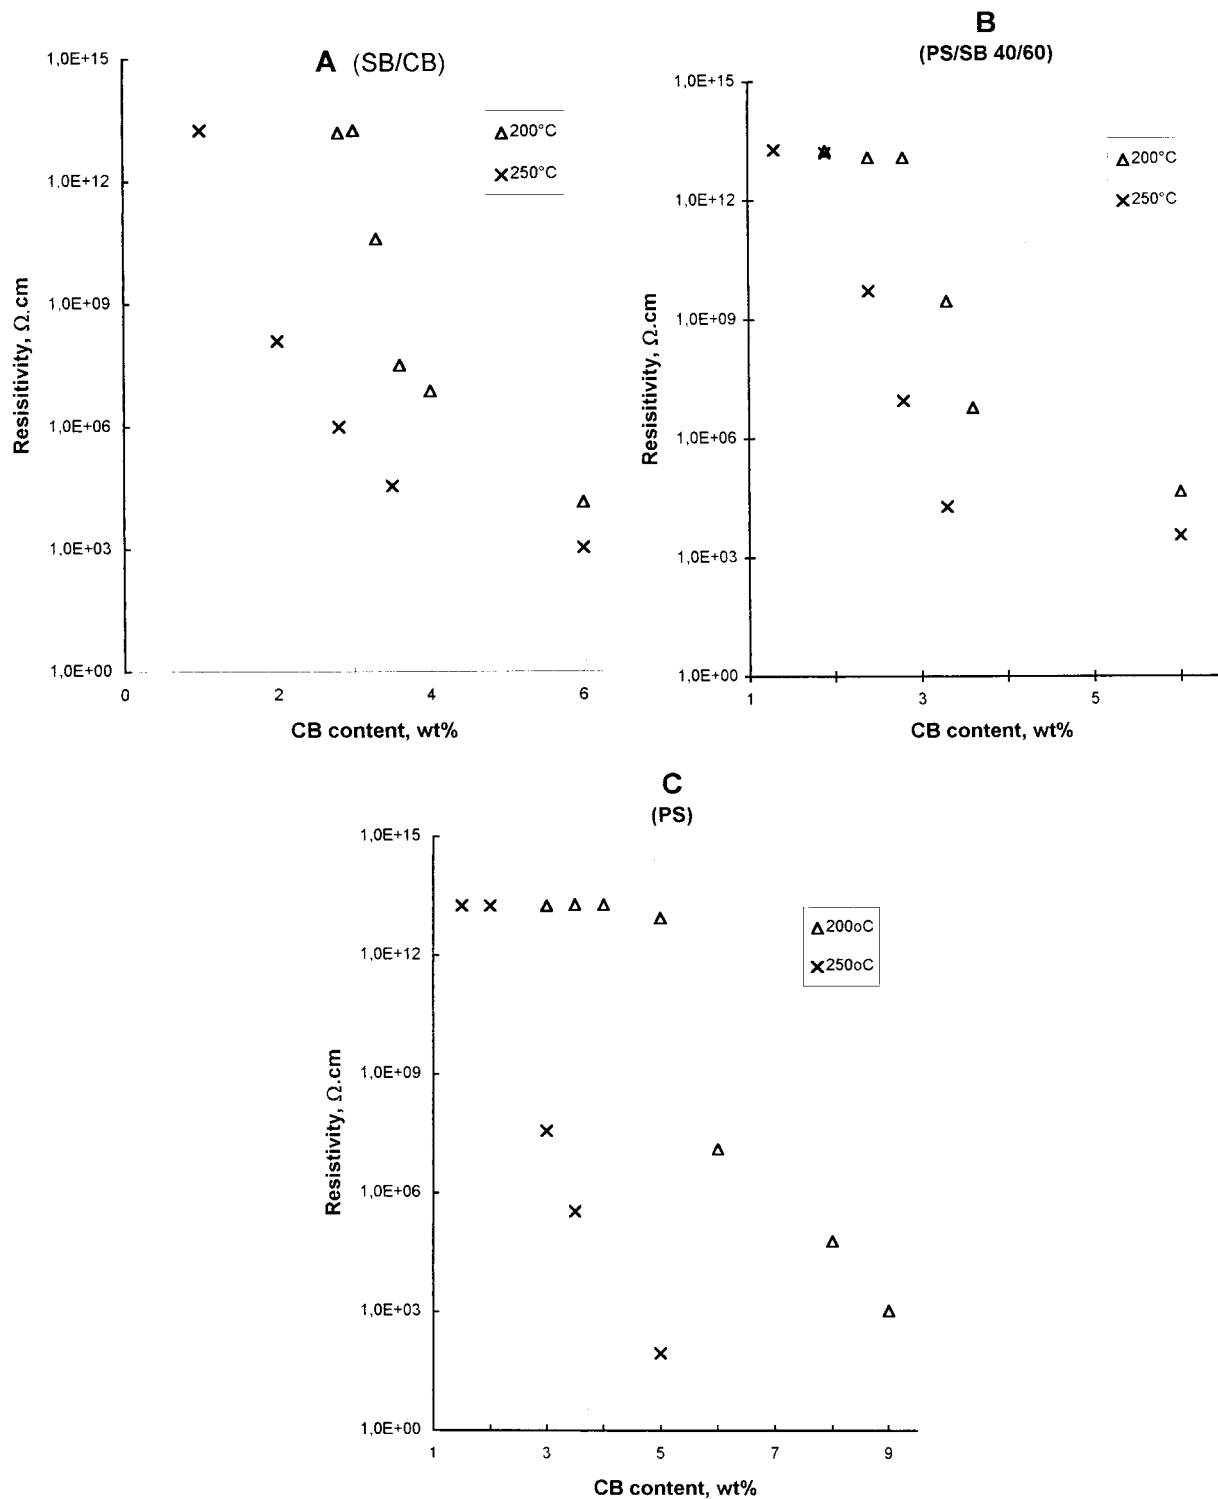 A (SB/CB)
1,0E+15
1,0E+12
1,0E+09
1,0E+06
1,0E+03
1,0E+00
Resisitivity, Ω.cm
200°C
250°C
0 2 4 6
CB content, wt%
B
(PS/SB 40/60)
1,0E+15
1,0E+12
1,0E+09
1,0E+06
1,0E+03
1,0E+00
Resisitivity, Ω.cm
200°C
250°C
1 3 5
CB content, wt%
C
(PS)
1,0E+15
1,0E+12
1,0E+09
1,0E+06
1,0E+03
1,0E+00
Resistivity, Ω.cm
200oC
250oC
1 3 5 7 9
CB content, wt%